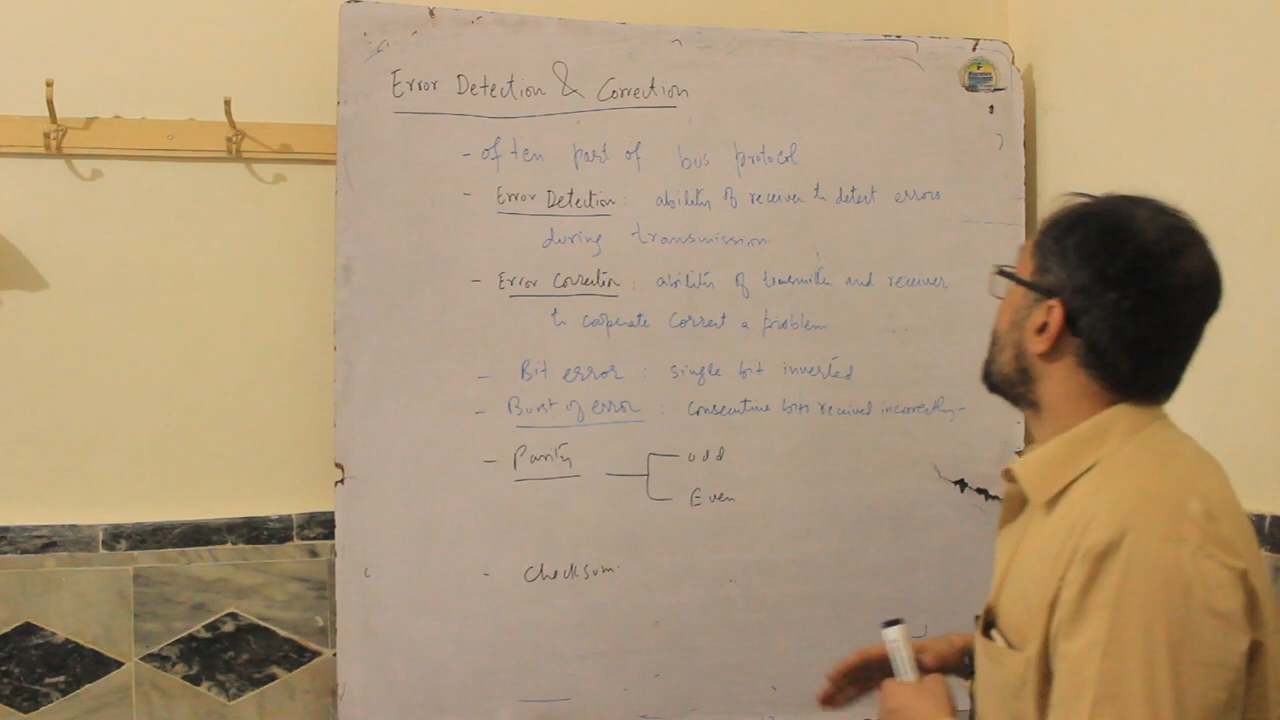 Error Detection & Correction
- often part of bus protocol
- Error Detection : ability of receiver to detect errors
during transmission.
- Error Correction : ability of transmitter and receiver
to cooperate correct a problem
- Bit error : single bit inverted
- Burst of error : consecutive bits received incorrectly-
- Parity odd
Even
- checksum.